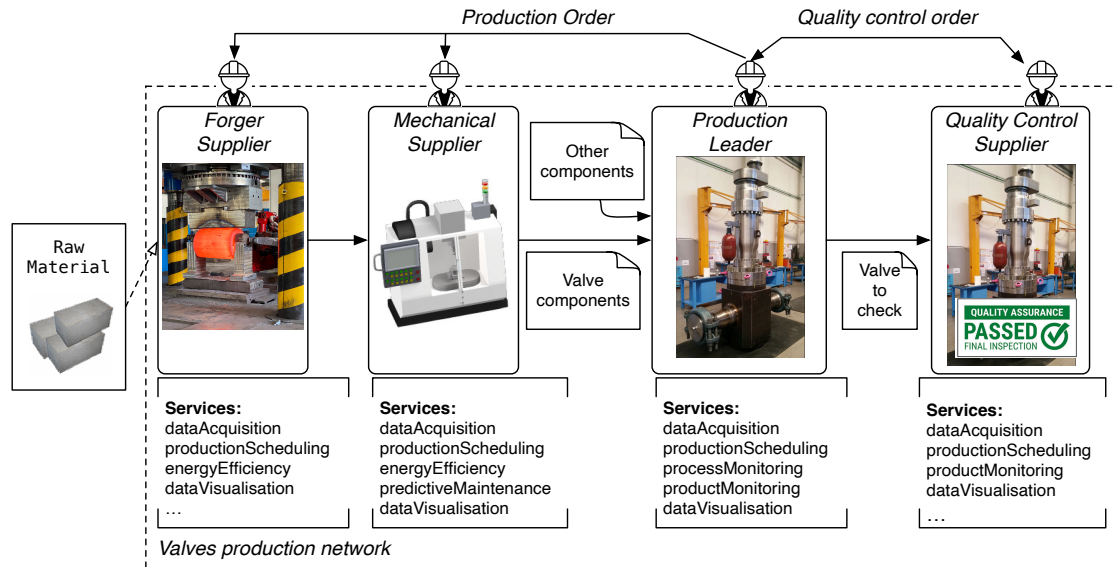 Production Order
Quality control order
Forger
Supplier
Mechanical
Supplier
Production
Leader
Quality Control
Supplier
Other
components
Raw
Material
Valve
components
Valve
to
check
QUALITY ASSURANCE
PASSED
FINAL INSPECTION
Services:
dataAcquisition
productionScheduling
energyEfficiency
dataVisualisation
…
Services:
dataAcquisition
productionScheduling
energyEfficiency
predictiveMaintenance
dataVisualisation
Services:
dataAcquisition
productionScheduling
processMonitoring
productMonitoring
dataVisualisation
Services:
dataAcquisition
productionScheduling
productMonitoring
dataVisualisation
…
Valves production network